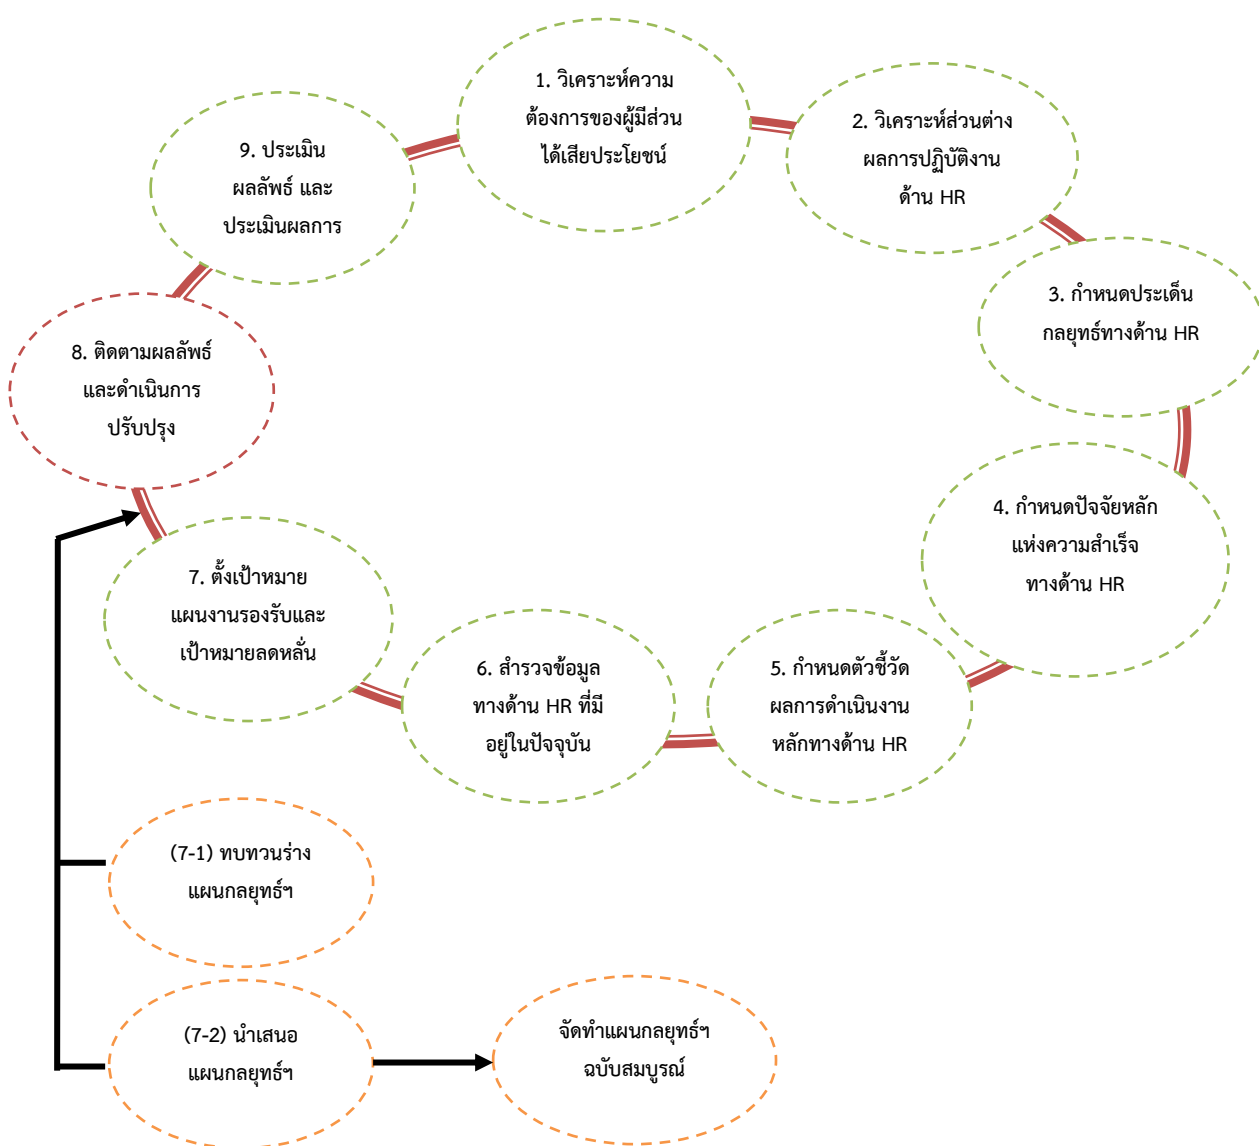 1. วิเคราะห์ความ
ต้องการของผู้มีส่วน
ได้เสียประโยชน์
2. วิเคราะห์ส่วนต่าง
ผลการปฏิบัติงาน
ด้าน HR
3. กำหนดประเด็น
กลยุทธ์ทางด้าน HR
4. กำหนดปัจจัยหลัก
แห่งความสำเร็จ
ทางด้าน HR
5. กำหนดตัวชี้วัด
ผลการดำเนินงาน
หลักทางด้าน HR
6. สำรวจข้อมูล
ทางด้าน HR ที่มี
อยู่ในปัจจุบัน
7. ตั้งเป้าหมาย
แผนงานรองรับและ
เป้าหมายลดหลั่น
8. ติดตามผลลัพธ์
และดำเนินการ
ปรับปรุง
9. ประเมิน
ผลลัพธ์ และ
ประเมินผลการ
(7-1) ทบทวนร่าง
แผนกลยุทธ์ฯ
(7-2) นำเสนอ
แผนกลยุทธ์ฯ
จัดทำแผนกลยุทธ์ฯ
ฉบับสมบูรณ์